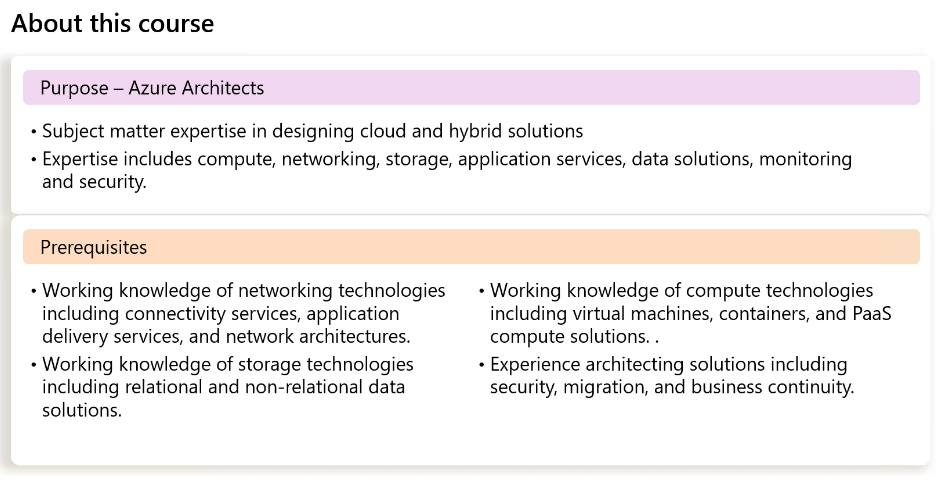 About this course
Purpose – Azure Architects
• Subject matter expertise in designing cloud and hybrid solutions
• Expertise includes compute, networking, storage, application services, data solutions, monitoring
and security.
Prerequisites
• Working knowledge of networking technologies
including connectivity services, application
delivery services, and network architectures.
• Working knowledge of storage technologies
including relational and non-relational data
solutions.
• Working knowledge of compute technologies
including virtual machines, containers, and PaaS
compute solutions. .
• Experience architecting solutions including
security, migration, and business continuity.